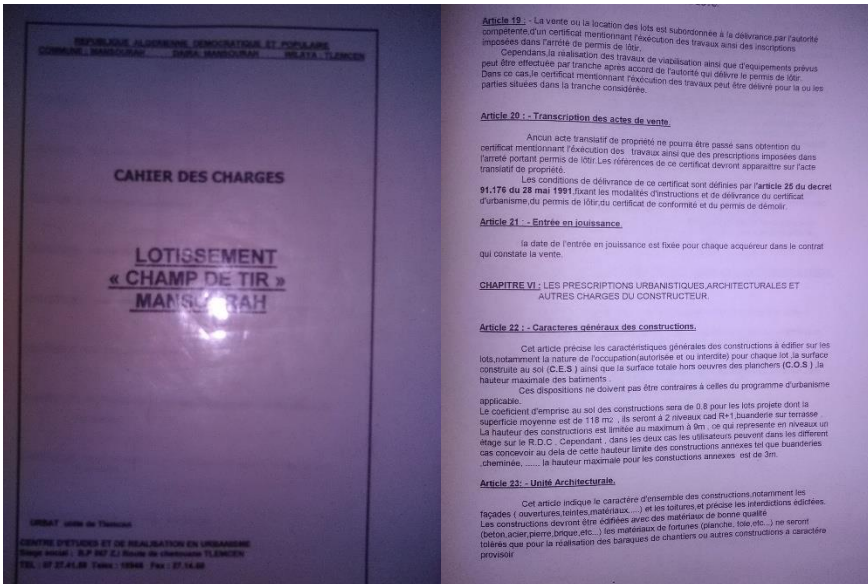 REPUBLIQUE ALGERIENNE DEMOCRATIQUE ET POPULAIRE
COMMUNE : MANSOURAH DAIRA: MANSOURAH WILAYA : TLEMCEN
CAHIER DES CHARGES
LOTISSEMENT
« CHAMP DE TIR »
MANSOURAH
URBAT unité de Tlemcen
CENTRE D'ETUDES ET DE REALISATION EN URBANISME
Siège social : B.P TLEMCEN
Article 19 : - La vente ou la location des lots est subordonnée à la délivrance,par l'autorité
compétente,d'un certificat mentionnant l'éxécution des travaux ainsi des inscriptions
imposées dans l'arrêté de permis de lôtir.
Cependans,la réalisation des travaux de viabilisation ainsi que d'equipements prévus
peut être effectuée par tranche après accord de l'autorité qui délivre le permis de lôtir.
Dans ce cas,le certificat mentionnant l'éxécution des travaux peut être délivré pour la ou les
parties situées dans la tranche considérée.
Article 20 : - Transcription des actes de vente.
Ancun acte translatif de propriété ne pourra être passé sans obtention du
certificat mentionnant l'éxécution des travaux ainsi que des prescriptions imposées dans
l'arreté portant permis de lôtir.Les références de ce certificat devront apparaittre sur l'acte
translatif de propriété.
Les conditions de délivrance de ce certificat sont définies par l'article 25 du decret
91.176 du 28 mai 1991,fixant les modalités d'instructions et de délivrance du certificat
d'urbanisme,du permis de lôtir,du certificat de conformité et du permis de démolir.
Article 21 : - Entrée en jouissance.
la date de l'entrée en jouissance est fixée pour chaque acquéreur dans le contrat
qui constate la vente.
CHAPITRE VI : LES PRESCRIPTIONS URBANISTIQUES,ARCHITECTURALES ET
AUTRES CHARGES DU CONSTRUCTEUR.
Article 22 : - Caracteres généraux des constructions.
Cet article précise les caractéristiques générales des constructions à édifier sur les
lots,notamment la nature de l'occupation(autorisée et ou interdite) pour chaque lot ,la surface
construite au sol (C.E.S ) ainsi que la surface totale hors oeuvres des planchers (C.O.S ) ,la
hauteur maximale des batiments .
Ces dispositions ne doivent pas être contraires à celles du programme d'urbanisme
applicable.
Le coeficient d'emprise au sol des constructions sera de 0.8 pour les lots projete dont la
superficie moyenne est de 118 m2 , ils seront à 2 niveaux cad R+1,buanderie sur terrasse .
La hauteur des constructions est limitée au maximum à 9m , ce qui represente en niveaux un
étage sur le R.D.C . Cependant , dans les deux cas les utilisateurs peuvent dans les different
cas concevoir au dela de cette hauteur limite des constructions annexes tel que buanderies
,cheminée, ...... la hauteur maximale pour les constuctions annexes est de 3m.
Article 23: - Unité Architecturale.
Cet article indique le caractère d'ensemble des constructions,notamment les
façades ( ouvertures,teintes,matériaux.....) et les toitures,et précise les interdictions édictées.
Les constructions devront être édifiées avec des matériaux de bonne qualité
(beton,acier,pierre,brique,etc...) les matériaux de fortunes (planche, tole,etc...) ne seront
tolérés que pour la réalisation des baraques de chantiers ou autres constructions a caractére
provisoir